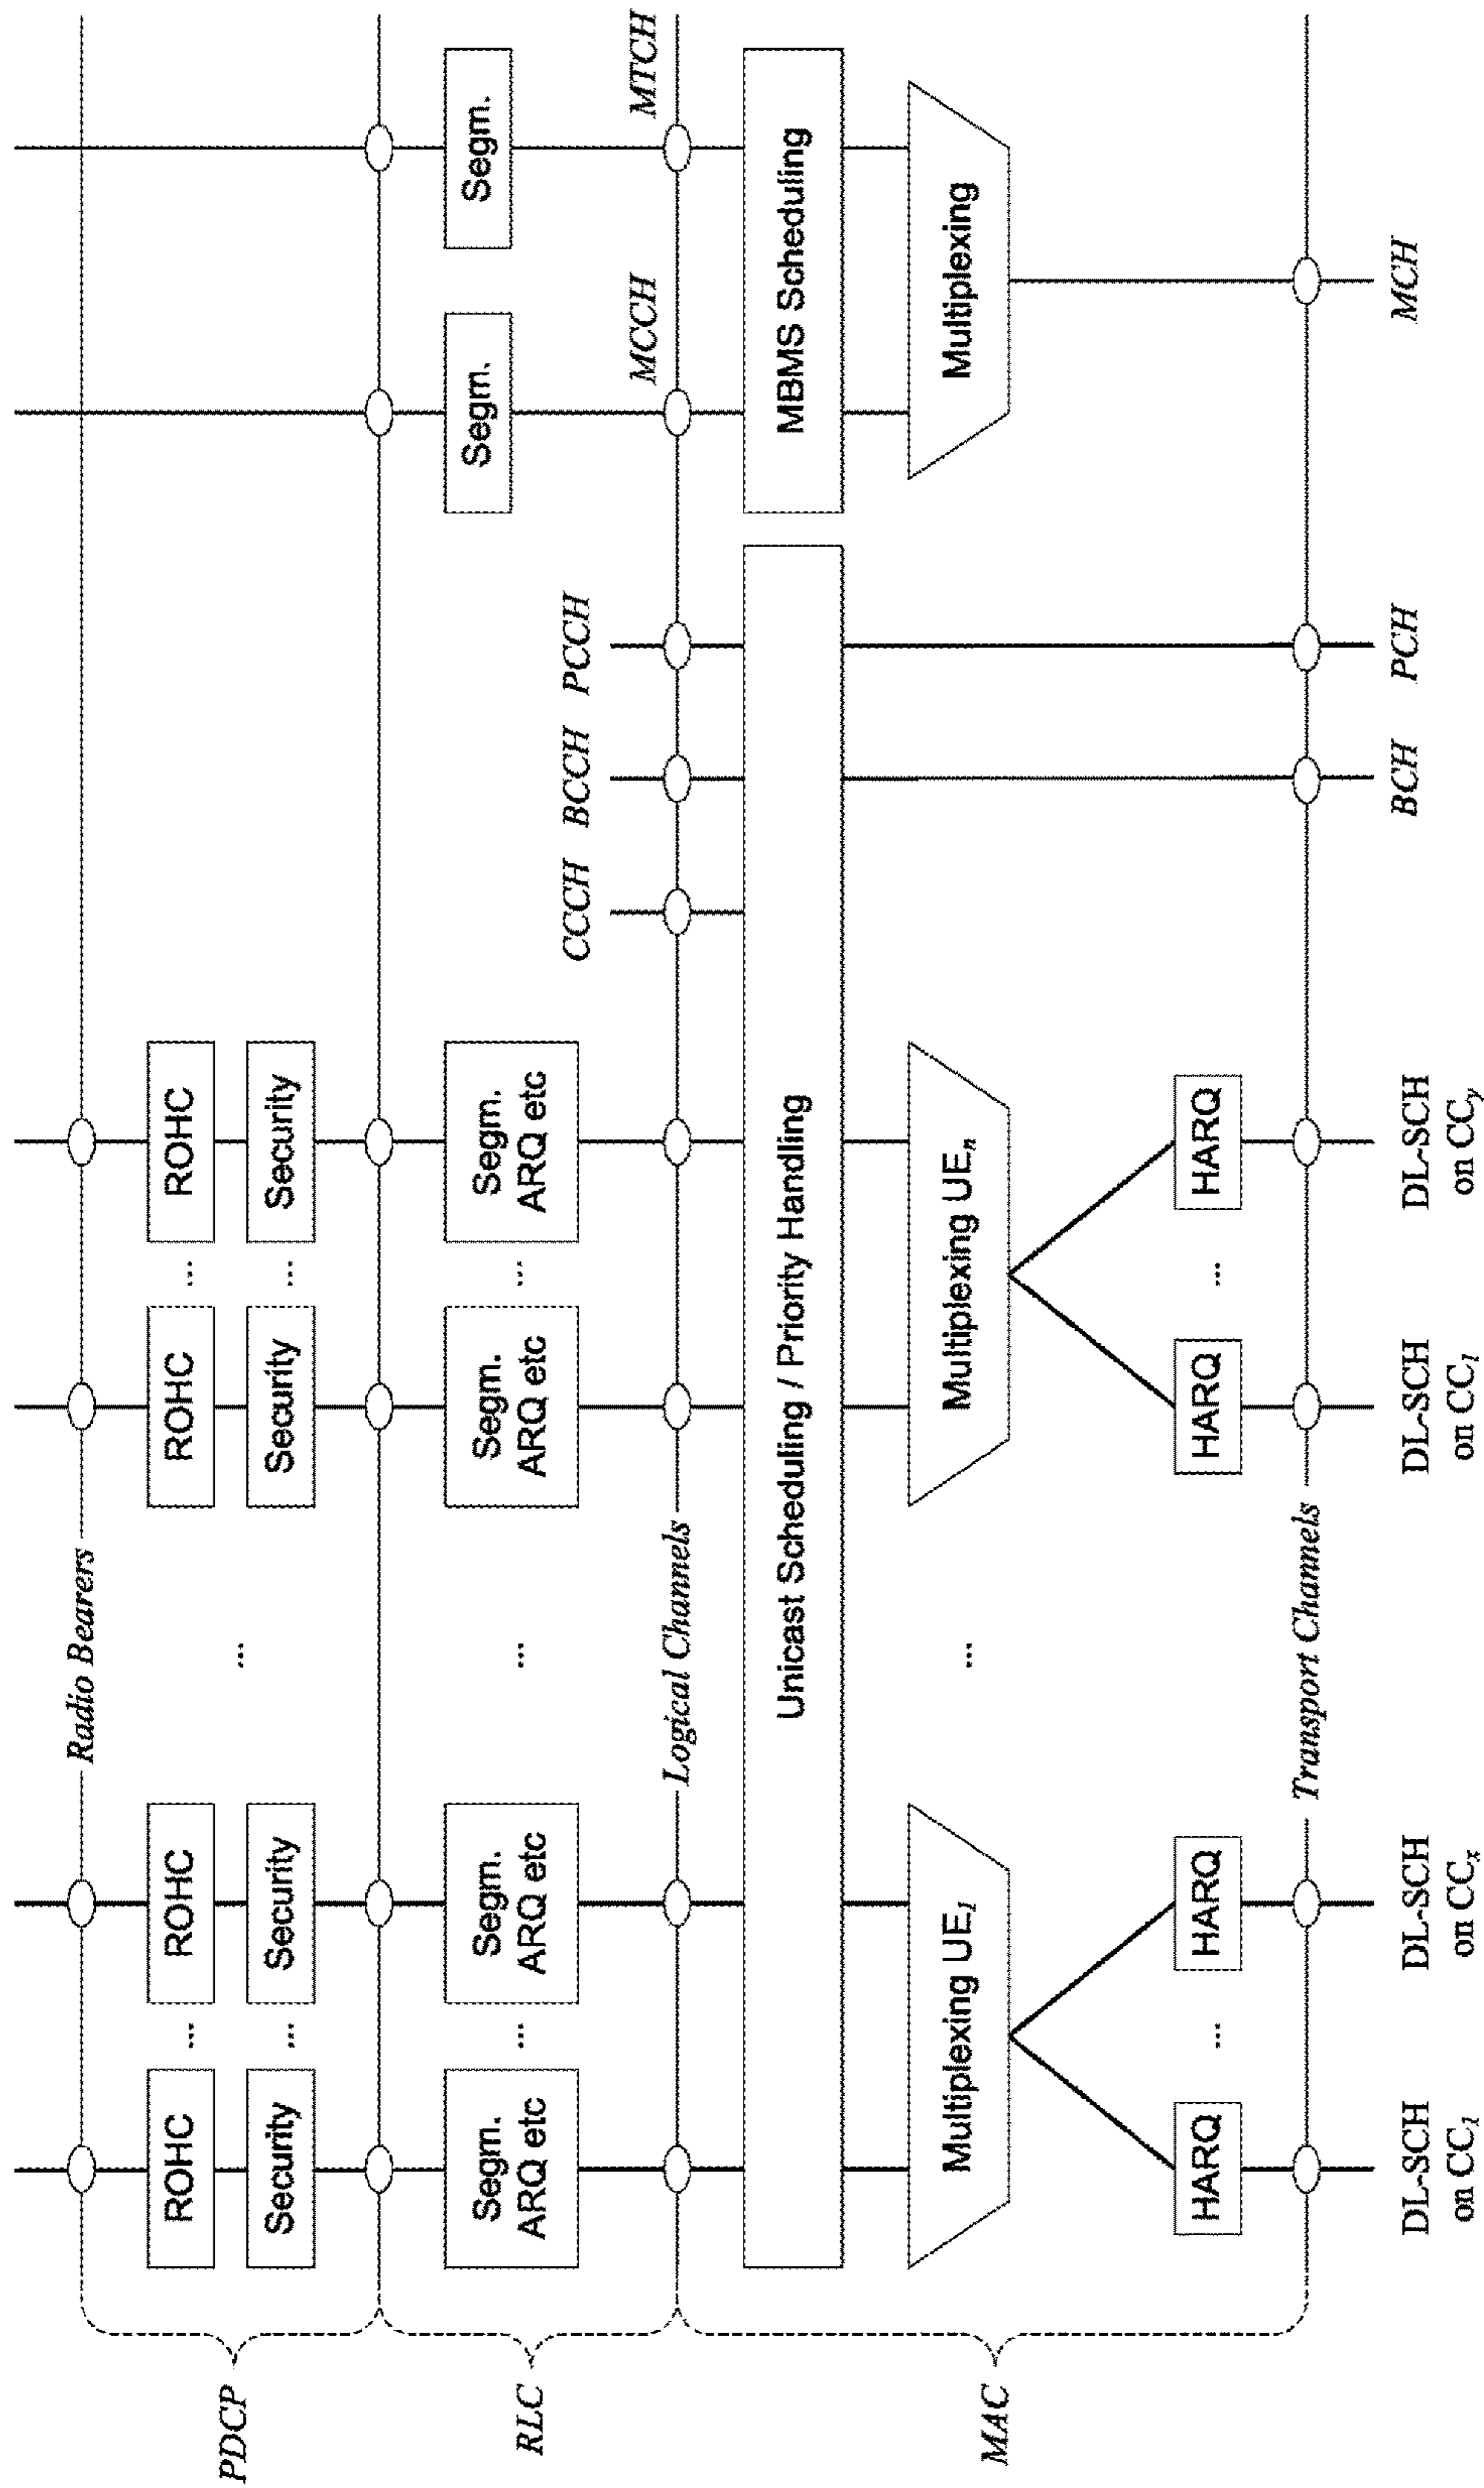 Radio Bearers
PDCP
ROHC
...
ROHC
...
ROHC
...
ROHC
Security
...
Security
Security
...
Security
RLC
Segm.
ARQ etc
...
Segm.
ARQ etc
...
Segm.
ARQ etc
...
Segm.
ARQ etc
Segm.
Segm.
Logical Channels
CCCH
BCCH
PCCH
MCCH
MTCH
MAC
Unicast Scheduling / Priority Handling
MBMS Scheduling
Multiplexing UE1
...
Multiplexing UEn
Multiplexing
HARQ
...
HARQ
HARQ
...
HARQ
Transport Channels
DL-SCH
on CC1
DL-SCH
on CCx
DL-SCH
on CC1
DL-SCH
on CCy
BCH
PCH
MCH